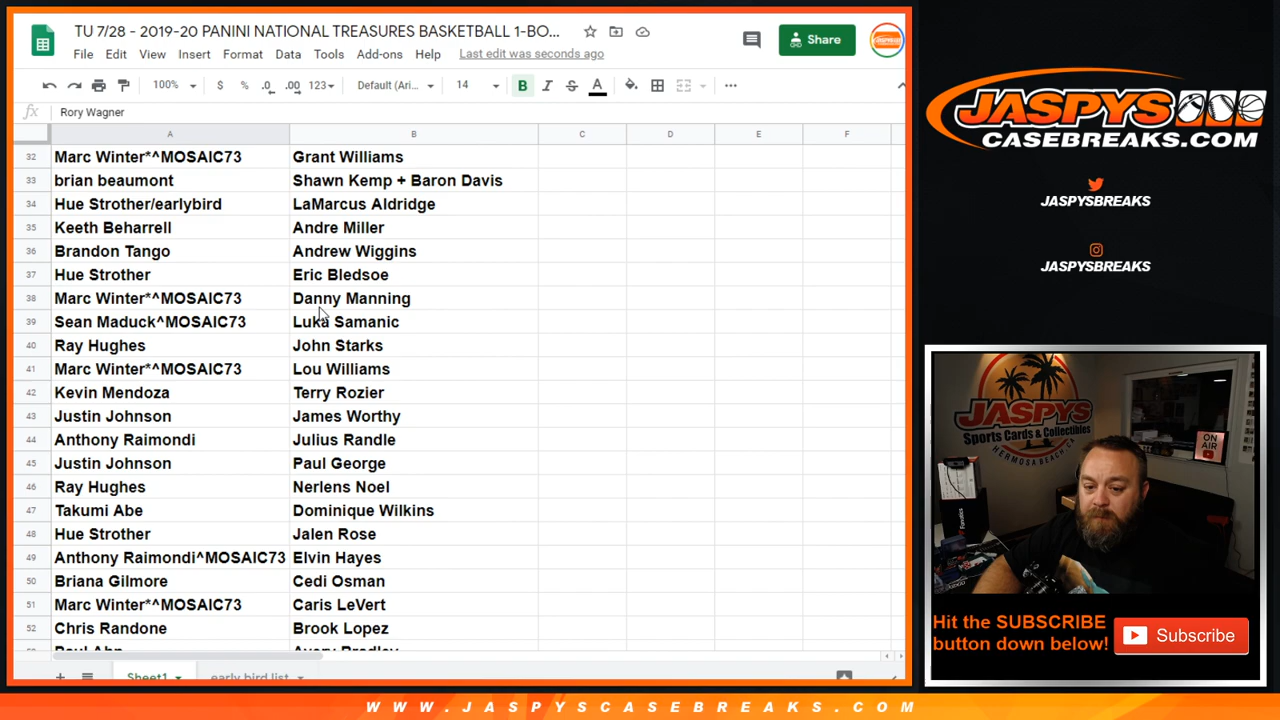 TU 7/28 - 2019-20 PANINI NATIONAL TREASURES BASKETBALL 1-BO...
File Edit View Insert Format Data Tools Add-ons Help Last edit was seconds ago
Share
100% $ % .0 .00 123 Default (Ari... 14 B I S A
fx Rory Wagner
A B C D E F
32 Marc Winter*^MOSAIC73 Grant Williams
33 brian beaumont Shawn Kemp + Baron Davis
34 Hue Strother/earlybird LaMarcus Aldridge
35 Keeth Beharrell Andre Miller
36 Brandon Tango Andrew Wiggins
37 Hue Strother Eric Bledsoe
38 Marc Winter*^MOSAIC73 Danny Manning
39 Sean Maduck^MOSAIC73 Luka Samanic
40 Ray Hughes John Starks
41 Marc Winter*^MOSAIC73 Lou Williams
42 Kevin Mendoza Terry Rozier
43 Justin Johnson James Worthy
44 Anthony Raimondi Julius Randle
45 Justin Johnson Paul George
46 Ray Hughes Nerlens Noel
47 Takumi Abe Dominique Wilkins
48 Hue Strother Jalen Rose
49 Anthony Raimondi^MOSAIC73 Elvin Hayes
50 Briana Gilmore Cedi Osman
51 Marc Winter*^MOSAIC73 Caris LeVert
52 Chris Randone Brook Lopez
Paul Ahn Avery Bradley
Sheet1 early bird list
JASPYS
CASEBREAKS.COM
JASPYSBREAKS
JASPYSBREAKS
JASPYS
Sports Cards & Collectibles
HERMOSA BEACH, CA
ON AIR
Fanatics
Hit the SUBSCRIBE
button down below!
Subscribe
WWW.JASPYSCASEBREAKS.COM